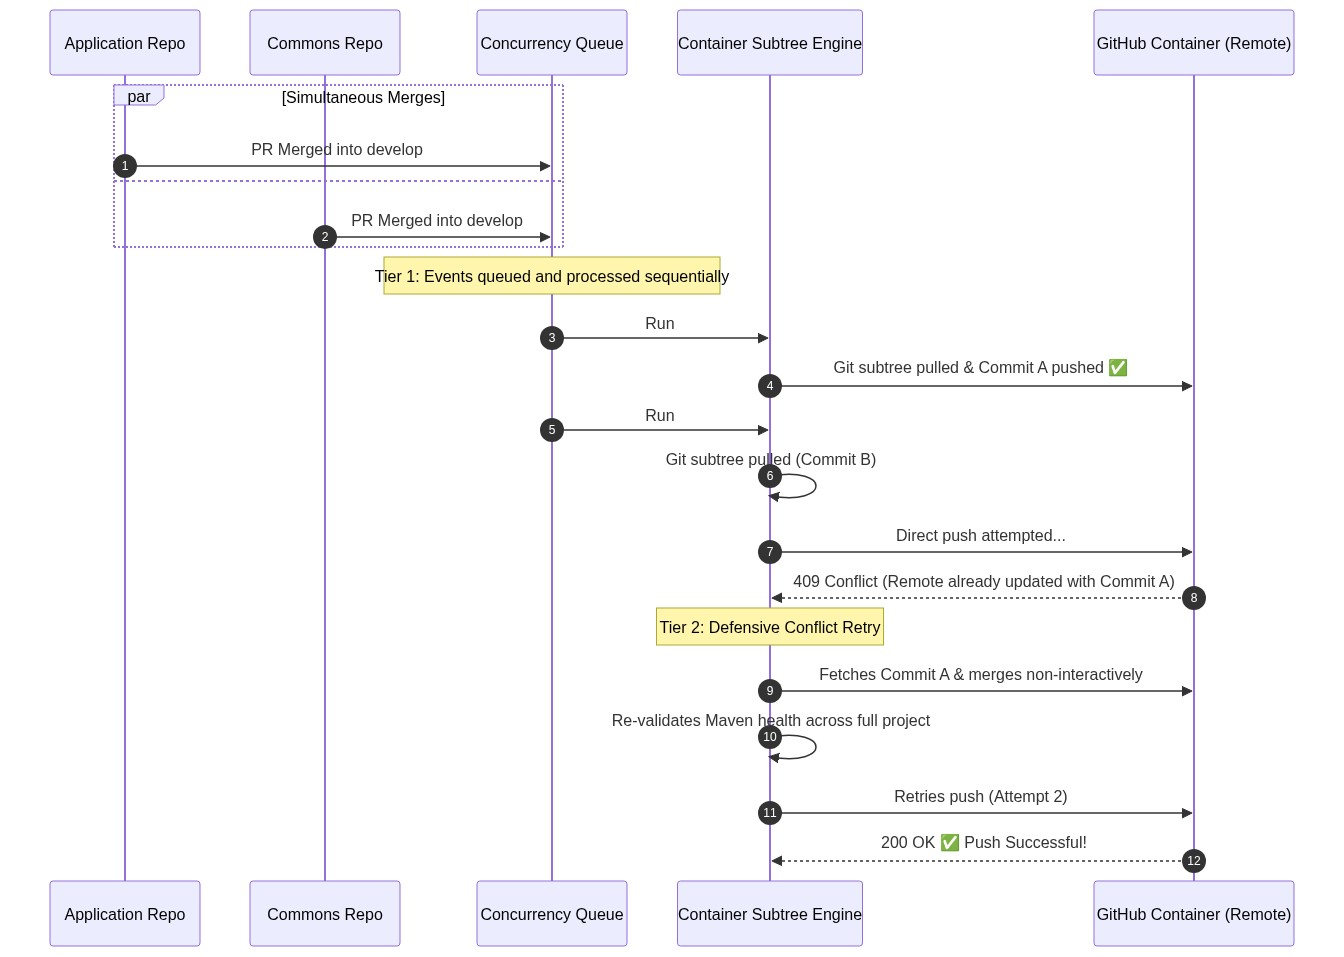 Application Repo
Commons Repo
Concurrency Queue
Container Subtree Engine
GitHub Container (Remote)
par
[Simultaneous Merges]
PR Merged into develop
1
PR Merged into develop
2
Tier 1: Events queued and processed sequentially
Run
3
Git subtree pulled & Commit A pushed ✅
4
Run
5
Git subtree pulled (Commit B)
6
Direct push attempted...
7
409 Conflict (Remote already updated with Commit A)
8
Tier 2: Defensive Conflict Retry
Fetches Commit A & merges non-interactively
9
Re-validates Maven health across full project
10
Retries push (Attempt 2)
11
200 OK ✅ Push Successful!
12
Application Repo
Commons Repo
Concurrency Queue
Container Subtree Engine
GitHub Container (Remote)